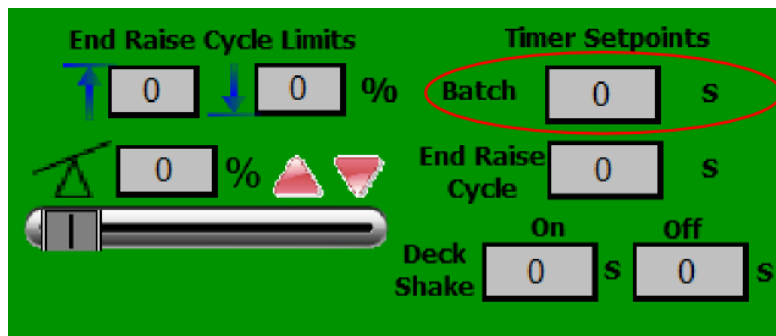 End Raise Cycle Limits
0 0 %
0 %
Timer Setpoints
Batch 0 s
End Raise
Cycle 0 s
On Off
Deck
Shake 0 s 0 s